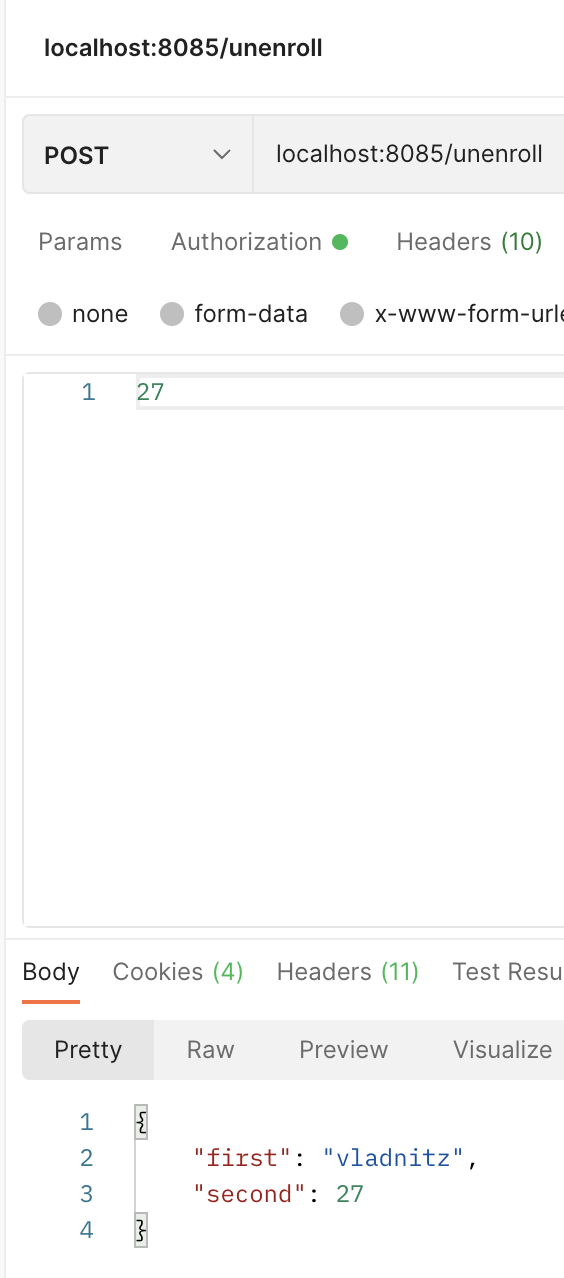 localhost:8085/unenroll
POST localhost:8085/unenroll
Params Authorization Headers (10)
none form-data x-www-form-urle
1 27
Body Cookies (4) Headers (11) Test Resu
Pretty Raw Preview Visualize
1 {
2 "first": "vladnitz",
3 "second": 27
4 }